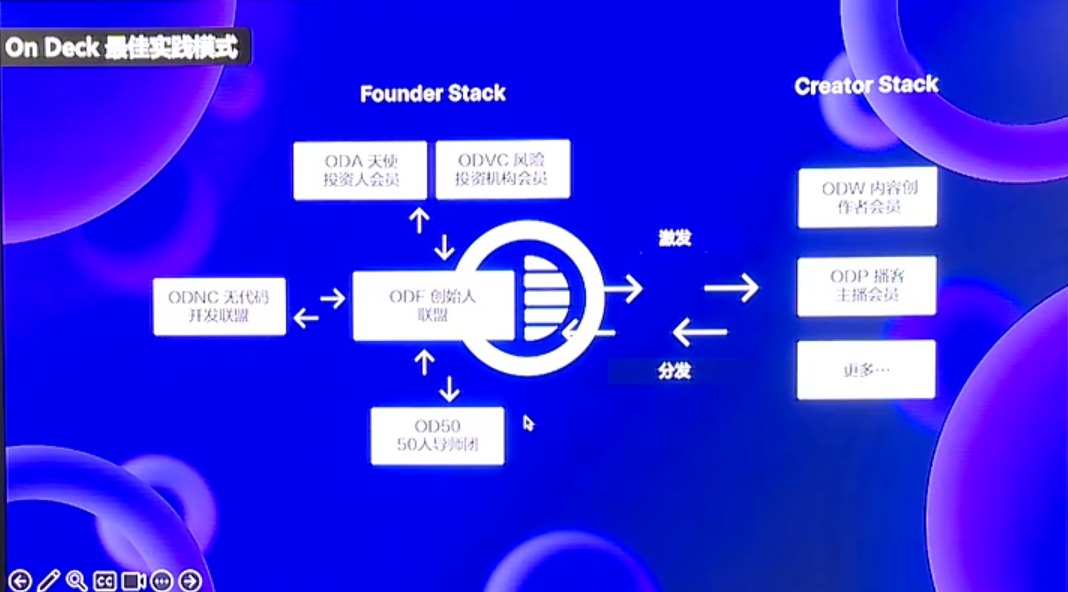 On Deck 最佳实践模式
Founder Stack
Creator Stack
ODA 天使
投资人会员
ODVC 风险
投资机构会员
ODW 内容创
作者会员
激发
ODNC 无代码
开发联盟
ODF 创始人
联盟
ODP 播客
主播会员
分发
更多…
OD50
50人导师团
CC